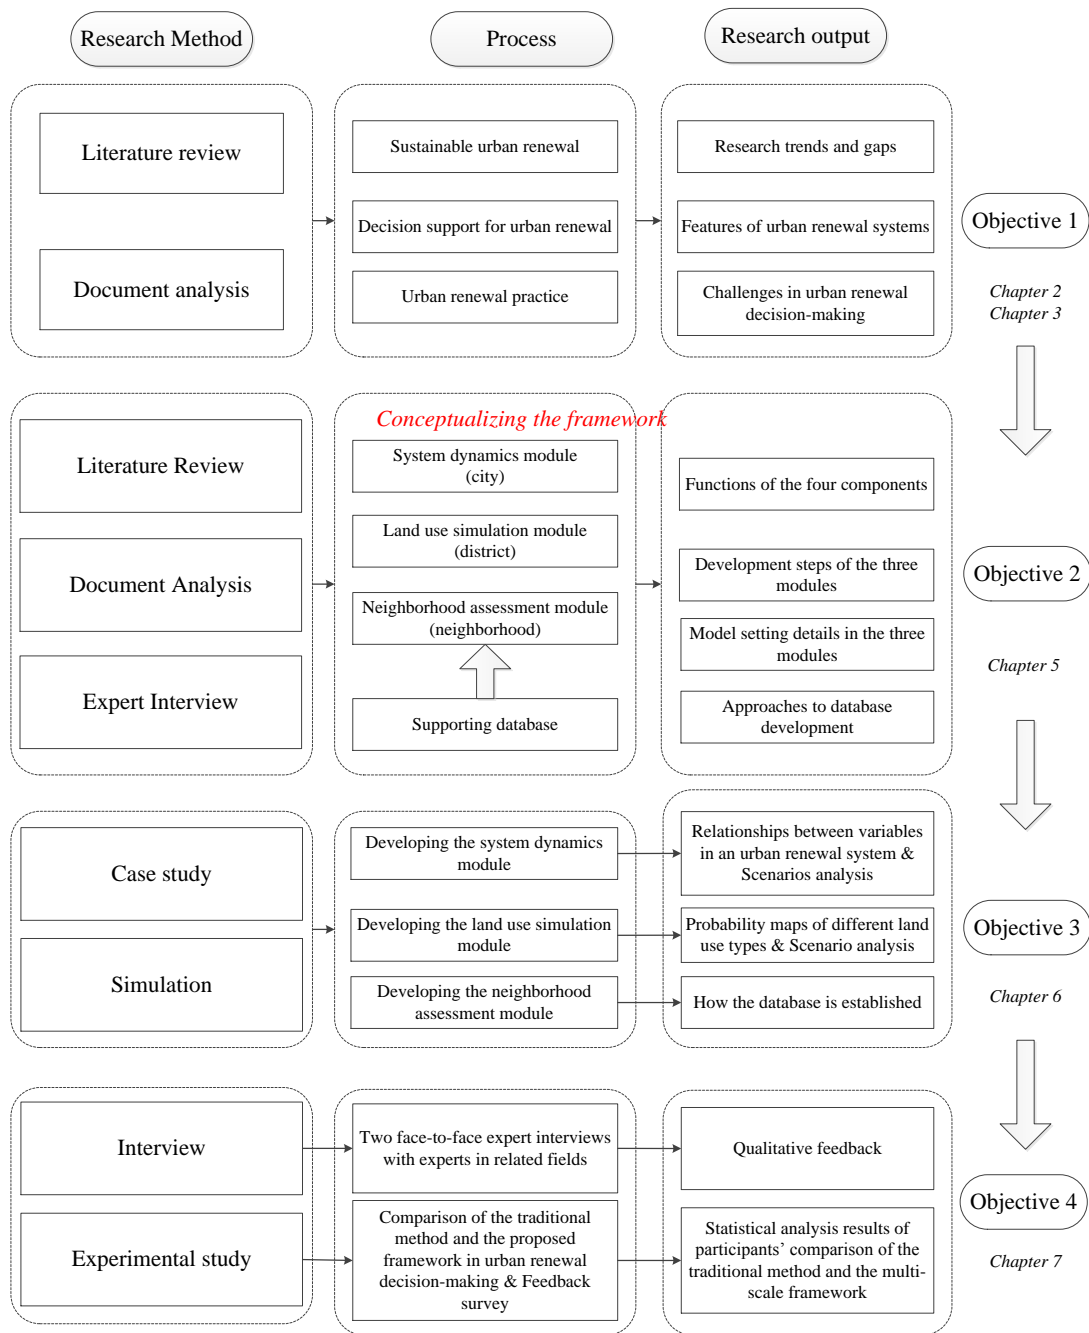 Research Method
Process
Research output
Literature review
Document analysis
Sustainable urban renewal
Decision support for urban renewal
Urban renewal practice
Research trends and gaps
Features of urban renewal systems
Challenges in urban renewal
decision-making
Objective 1
Chapter 2
Chapter 3
Literature Review
Document Analysis
Expert Interview
Conceptualizing the framework
System dynamics module
(city)
Land use simulation module
(district)
Neighborhood assessment module
(neighborhood)
Supporting database
Functions of the four components
Development steps of the three
modules
Model setting details in the three
modules
Approaches to database
development
Objective 2
Chapter 5
Case study
Simulation
Developing the system dynamics
module
Developing the land use simulation
module
Developing the neighborhood
assessment module
Relationships between variables
in an urban renewal system &
Scenarios analysis
Probability maps of different land
use types & Scenario analysis
How the database is established
Objective 3
Chapter 6
Interview
Experimental study
Two face-to-face expert interviews
with experts in related fields
Comparison of the traditional
method and the proposed
framework in urban renewal
decision-making & Feedback
survey
Qualitative feedback
Statistical analysis results of
participants’ comparison of the
traditional method and the multi-
scale framework
Objective 4
Chapter 7